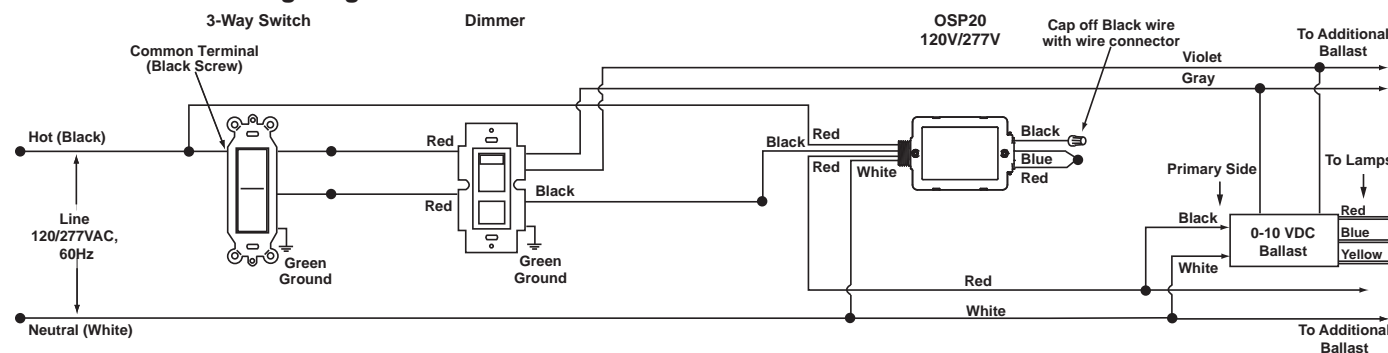 3-Way Switch
Dimmer
OSP20
120V/277V
Cap off Black wire
with wire connector
To Additional
Ballast
Common Terminal
(Black Screw)
Violet
Gray
Hot (Black)
Red
Red
Black
Red
Black
Red
White
Black
Blue
Red
Primary Side
To Lamps
Line
120/277VAC,
60Hz
Green
Ground
Green
Ground
Black
White
0-10 VDC
Ballast
Red
Blue
Yellow
Red
White
Neutral (White)
To Additional
Ballast